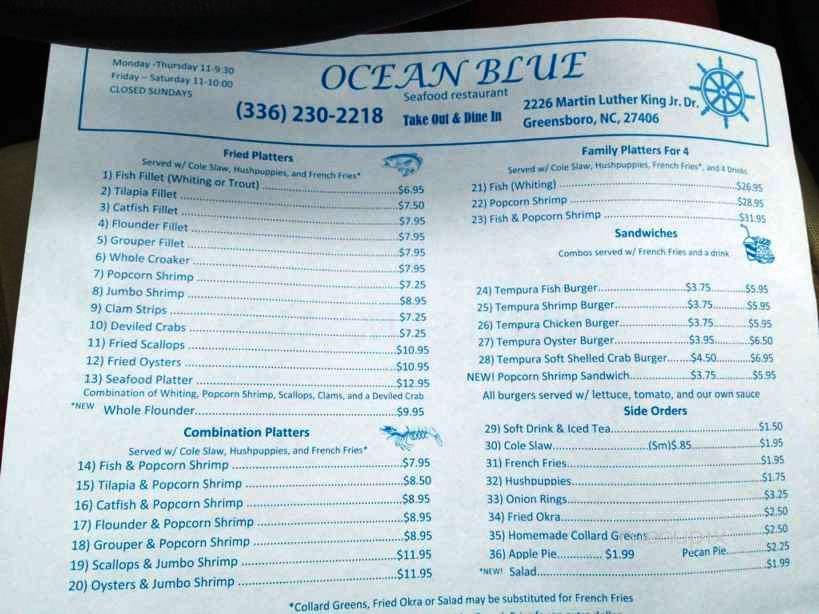 Monday -Thursday 11-9:30
Friday – Saturday 11-10:00
CLOSED SUNDAYS
OCEAN BLUE
Seafood restaurant
(336) 230-2218
Take Out & Dine In
2226 Martin Luther King Jr. Dr.
Greensboro, NC, 27406
Fried Platters
Served w/ Cole Slaw, Hushpuppies, and French Fries*
1) Fish Fillet (Whiting or Trout) $6.95
2) Tilapia Fillet $7.50
3) Catfish Fillet $7.95
4) Flounder Fillet $7.95
5) Grouper Fillet $7.95
6) Whole Croaker $7.95
7) Popcorn Shrimp $7.25
8) Jumbo Shrimp $8.95
9) Clam Strips $7.25
10) Deviled Crabs $7.25
11) Fried Scallops $10.95
12) Fried Oysters $10.95
13) Seafood Platter $12.95
Combination of Whiting, Popcorn Shrimp, Scallops, Clams, and a Deviled Crab
*NEW Whole Flounder $9.95
Combination Platters
Served w/ Cole Slaw, Hushpuppies, and French Fries*
14) Fish & Popcorn Shrimp $7.95
15) Tilapia & Popcorn Shrimp $8.50
16) Catfish & Popcorn Shrimp $8.95
17) Flounder & Popcorn Shrimp $8.95
18) Grouper & Popcorn Shrimp $8.95
19) Scallops & Jumbo Shrimp $11.95
20) Oysters & Jumbo Shrimp $11.95
Family Platters For 4
Served w/ Cole Slaw, Hushpuppies, French Fries*, and 4 Drinks
21) Fish (Whiting) $26.95
22) Popcorn Shrimp $28.95
23) Fish & Popcorn Shrimp $31.95
Sandwiches
Combos served w/ French Fries and a drink
24) Tempura Fish Burger $3.75 $5.95
25) Tempura Shrimp Burger $3.75 $5.95
26) Tempura Chicken Burger $3.75 $5.95
27) Tempura Oyster Burger $3.95 $6.50
28) Tempura Soft Shelled Crab Burger $4.50 $6.95
NEW! Popcorn Shrimp Sandwich $3.75 $5.95
All burgers served w/ lettuce, tomato, and our own sauce
Side Orders
29) Soft Drink & Iced Tea $1.50
30) Cole Slaw (Sm)$.85 $1.95
31) French Fries $1.95
32) Hushpuppies $1.75
33) Onion Rings $3.25
34) Fried Okra $2.50
35) Homemade Collard Greens $2.50
36) Apple Pie $1.99 Pecan Pie $2.25
*NEW! Salad $1.99
*Collard Greens, Fried Okra or Salad may be substituted for French Fries